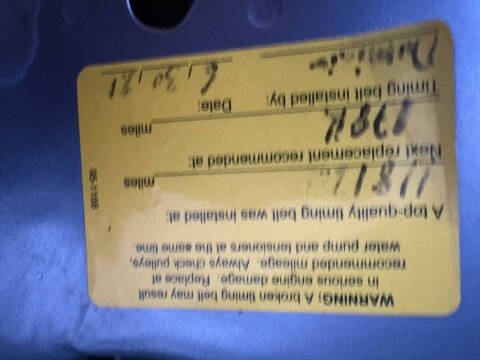 WARNING: A broken timing belt may result
in serious engine damage. Replace at
recommended mileage. Always check pulleys,
water pump and tensioners at the same time.
A top-quality timing belt was installed at:
miles
Next replacement recommended at:
178K miles
Timing belt installed by: Date:
6,30,21